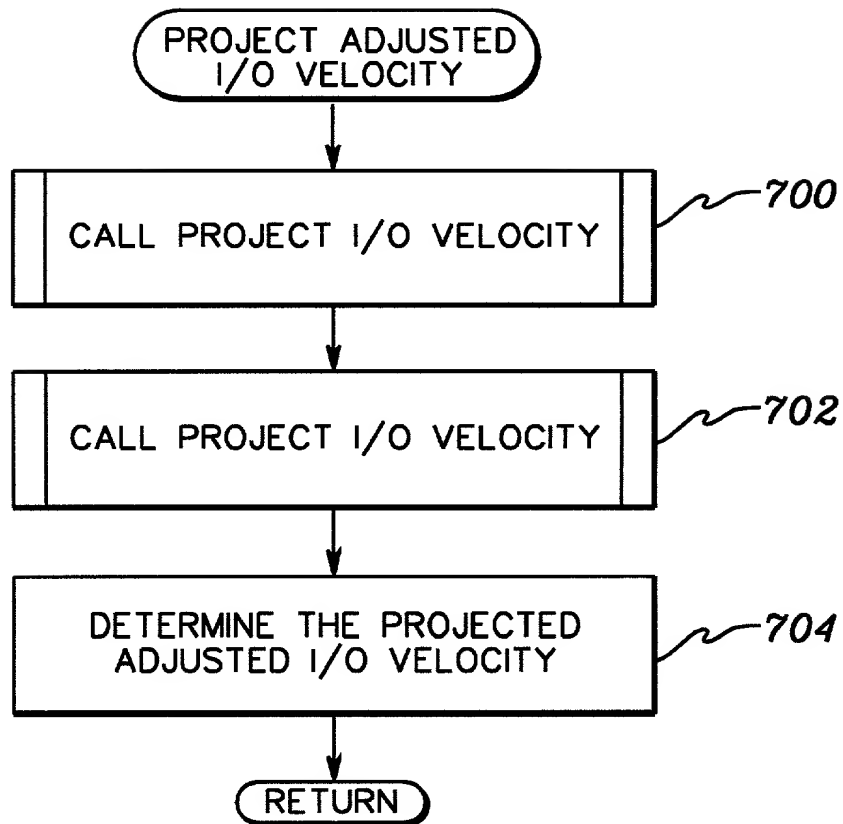 PROJECT ADJUSTED
I/O VELOCITY
CALL PROJECT I/O VELOCITY
700
CALL PROJECT I/O VELOCITY
702
DETERMINE THE PROJECTED
ADJUSTED I/O VELOCITY
704
RETURN